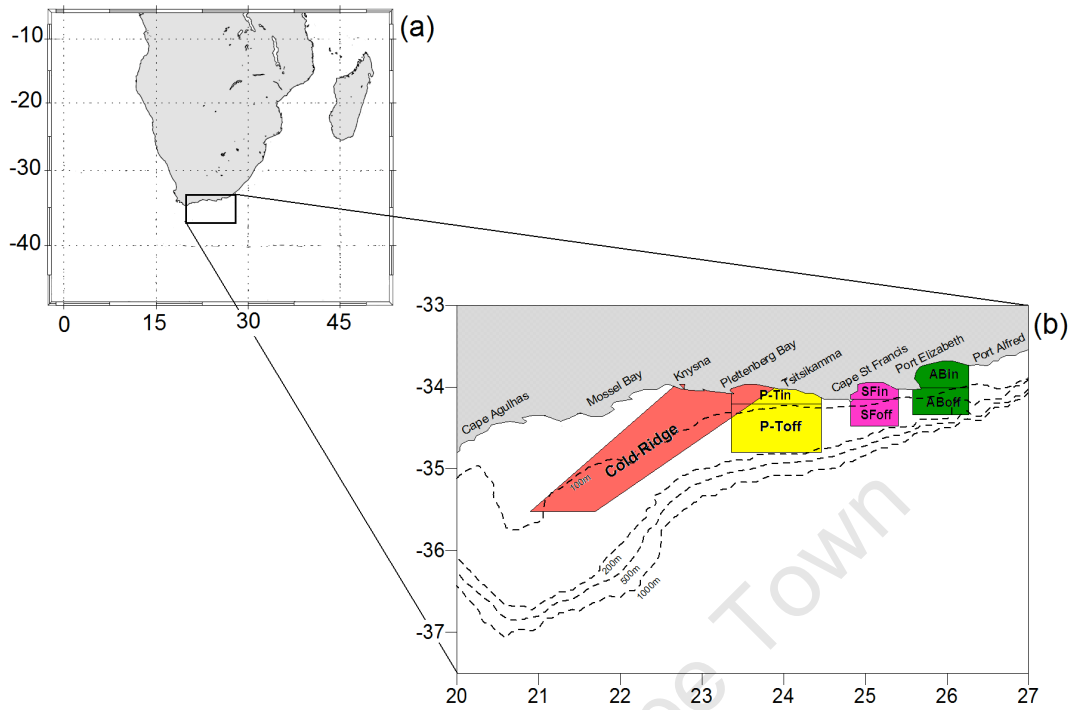 (a)
-10
-20
-30
-40
0 15 30 45
(b)
-33
-34
-35
-36
-37
20 21 22 23 24 25 26 27
Cape Agulhas
Mossel Bay
Knysna
Plettenberg Bay
Tsitsikamma
Cape St Francis
Port Elizabeth
Port Alfred
Cold-Ridge
P-Tin
P-Toff
SFin
SFoff
ABin
ABoff
100m
200m
500m
1000m
Town